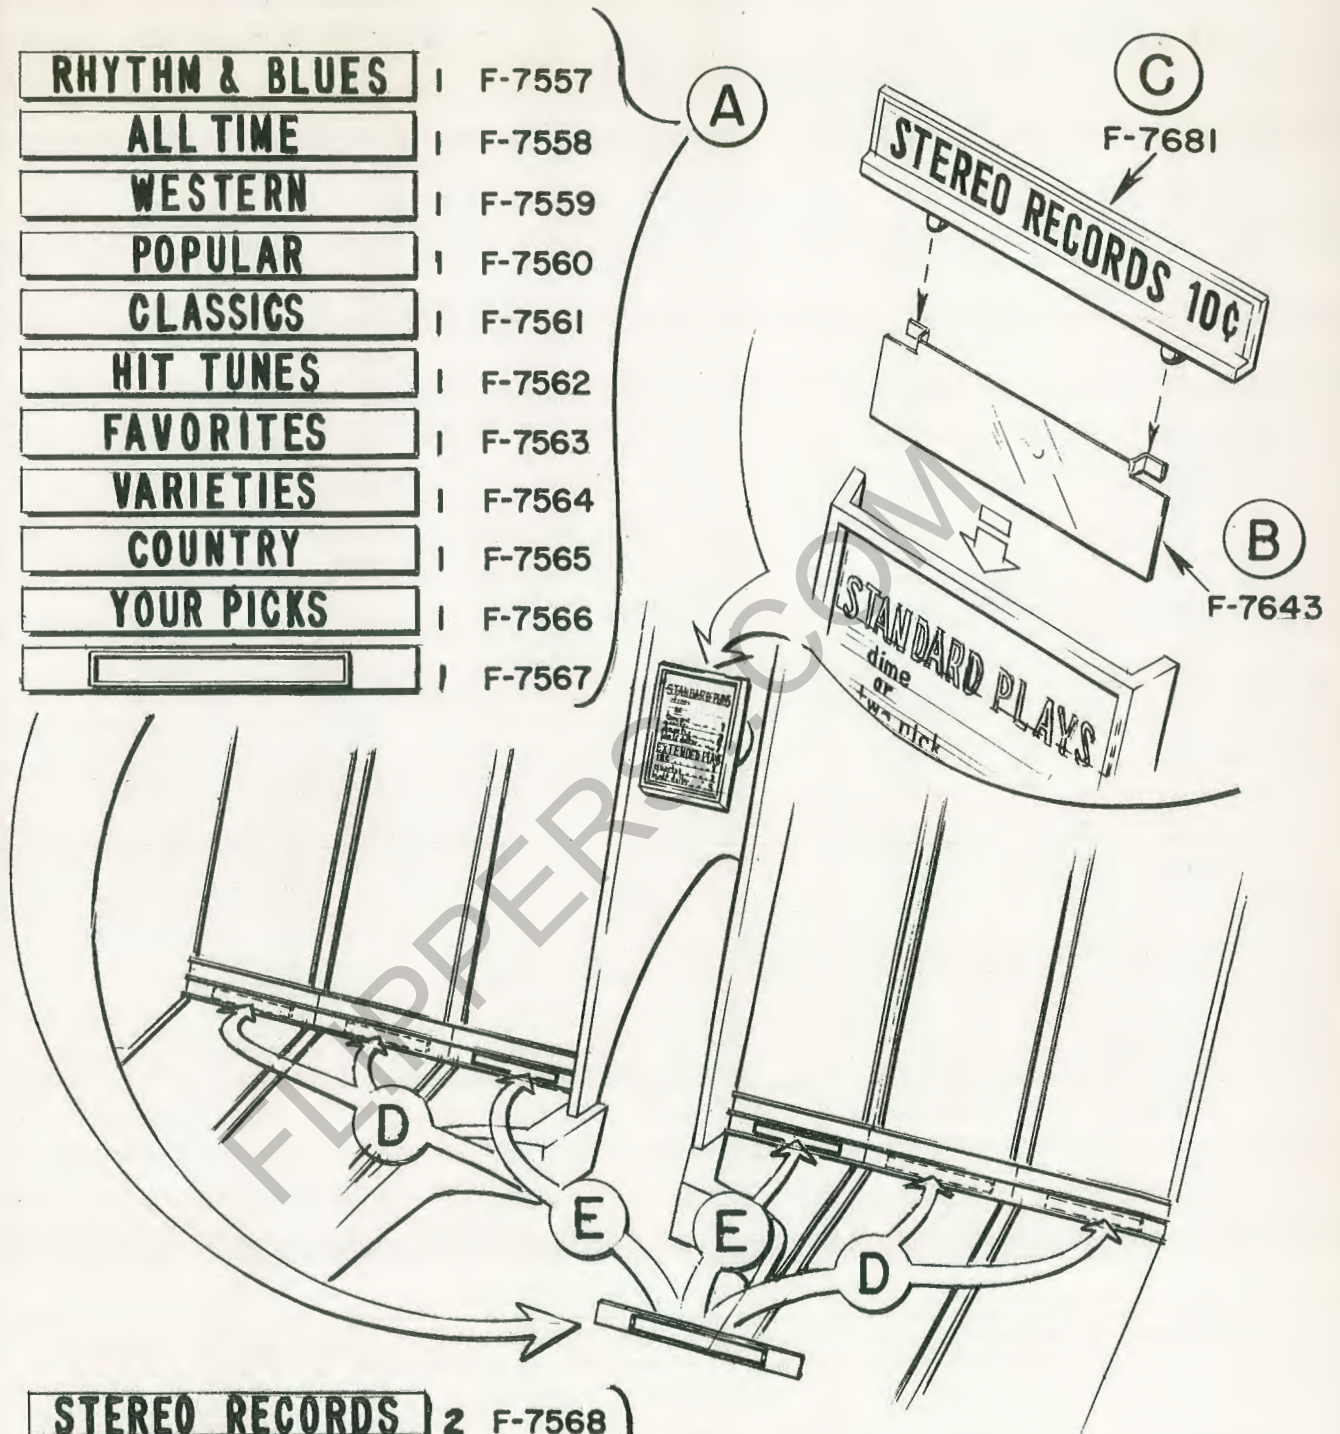 RHYTHM & BLUES 1 F-7557
ALL TIME 1 F-7558
WESTERN 1 F-7559
POPULAR 1 F-7560
CLASSICS 1 F-7561
HIT TUNES 1 F-7562
FAVORITES 1 F-7563
VARIETIES 1 F-7564
COUNTRY 1 F-7565
YOUR PICKS 1 F-7566
1 F-7567
A
C
F-7681
STEREO RECORDS 10¢
B
F-7643
STANDARD PLAYS
dime
or
two nick
STANDARD PLAYS
EXTENDED PLAYS
D
E
E
D
STEREO RECORDS 2 F-7568
FLIPPERS.COM